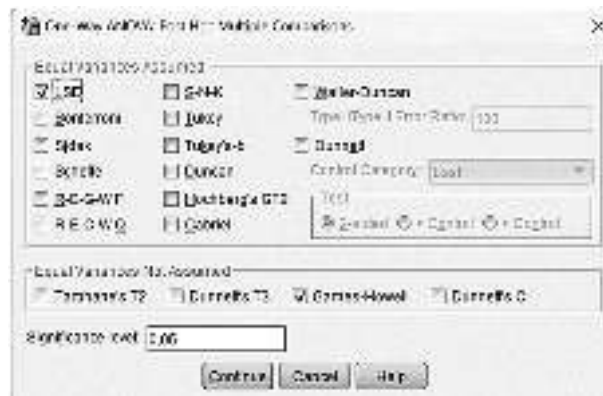 One-Way ANOVA: Post Hoc Multiple Comparisons
Equal Variances Assumed
LSD S-N-K Waller-Duncan
Bonferroni Tukey Type I/Type II Error Ratio: 100
Sidak Tukey's-b Dunnett
Scheffe Duncan Control Category: Last
R-E-G-W F Hochberg's GT2 Test
R-E-G-W Q Gabriel 2-sided < Control > Control
Equal Variances Not Assumed
Tamhane's T2 Dunnett's T3 Games-Howell Dunnett's C
Significance level: 0,05
Continue Cancel Help